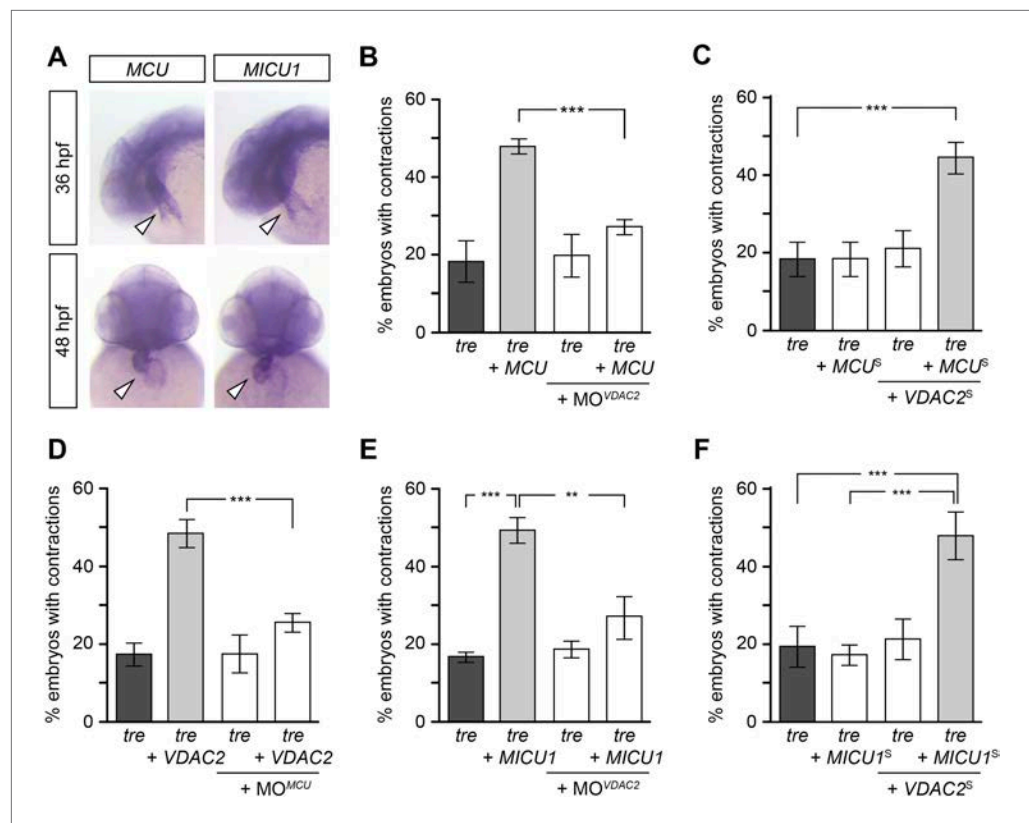 A
MCU
MICU1
36 hpf
48 hpf
B
% embryos with contractions
60
40
20
0
***
tre tre tre tre
+ MCU + MCU
+ MO^VDAC2
C
% embryos with contractions
60
40
20
0
***
tre tre tre tre
+ MCU^S + MCU^S
+ VDAC2^S
D
% embryos with contractions
60
40
20
0
***
tre tre tre tre
+ VDAC2 + VDAC2
+ MO^MCU
E
% embryos with contractions
60
40
20
0
*** **
tre tre tre tre
+ MICU1 + MICU1
+ MO^VDAC2
F
% embryos with contractions
60
40
20
0
***
***
tre tre tre tre
+ MICU1^S + MICU1^S
+ VDAC2^S